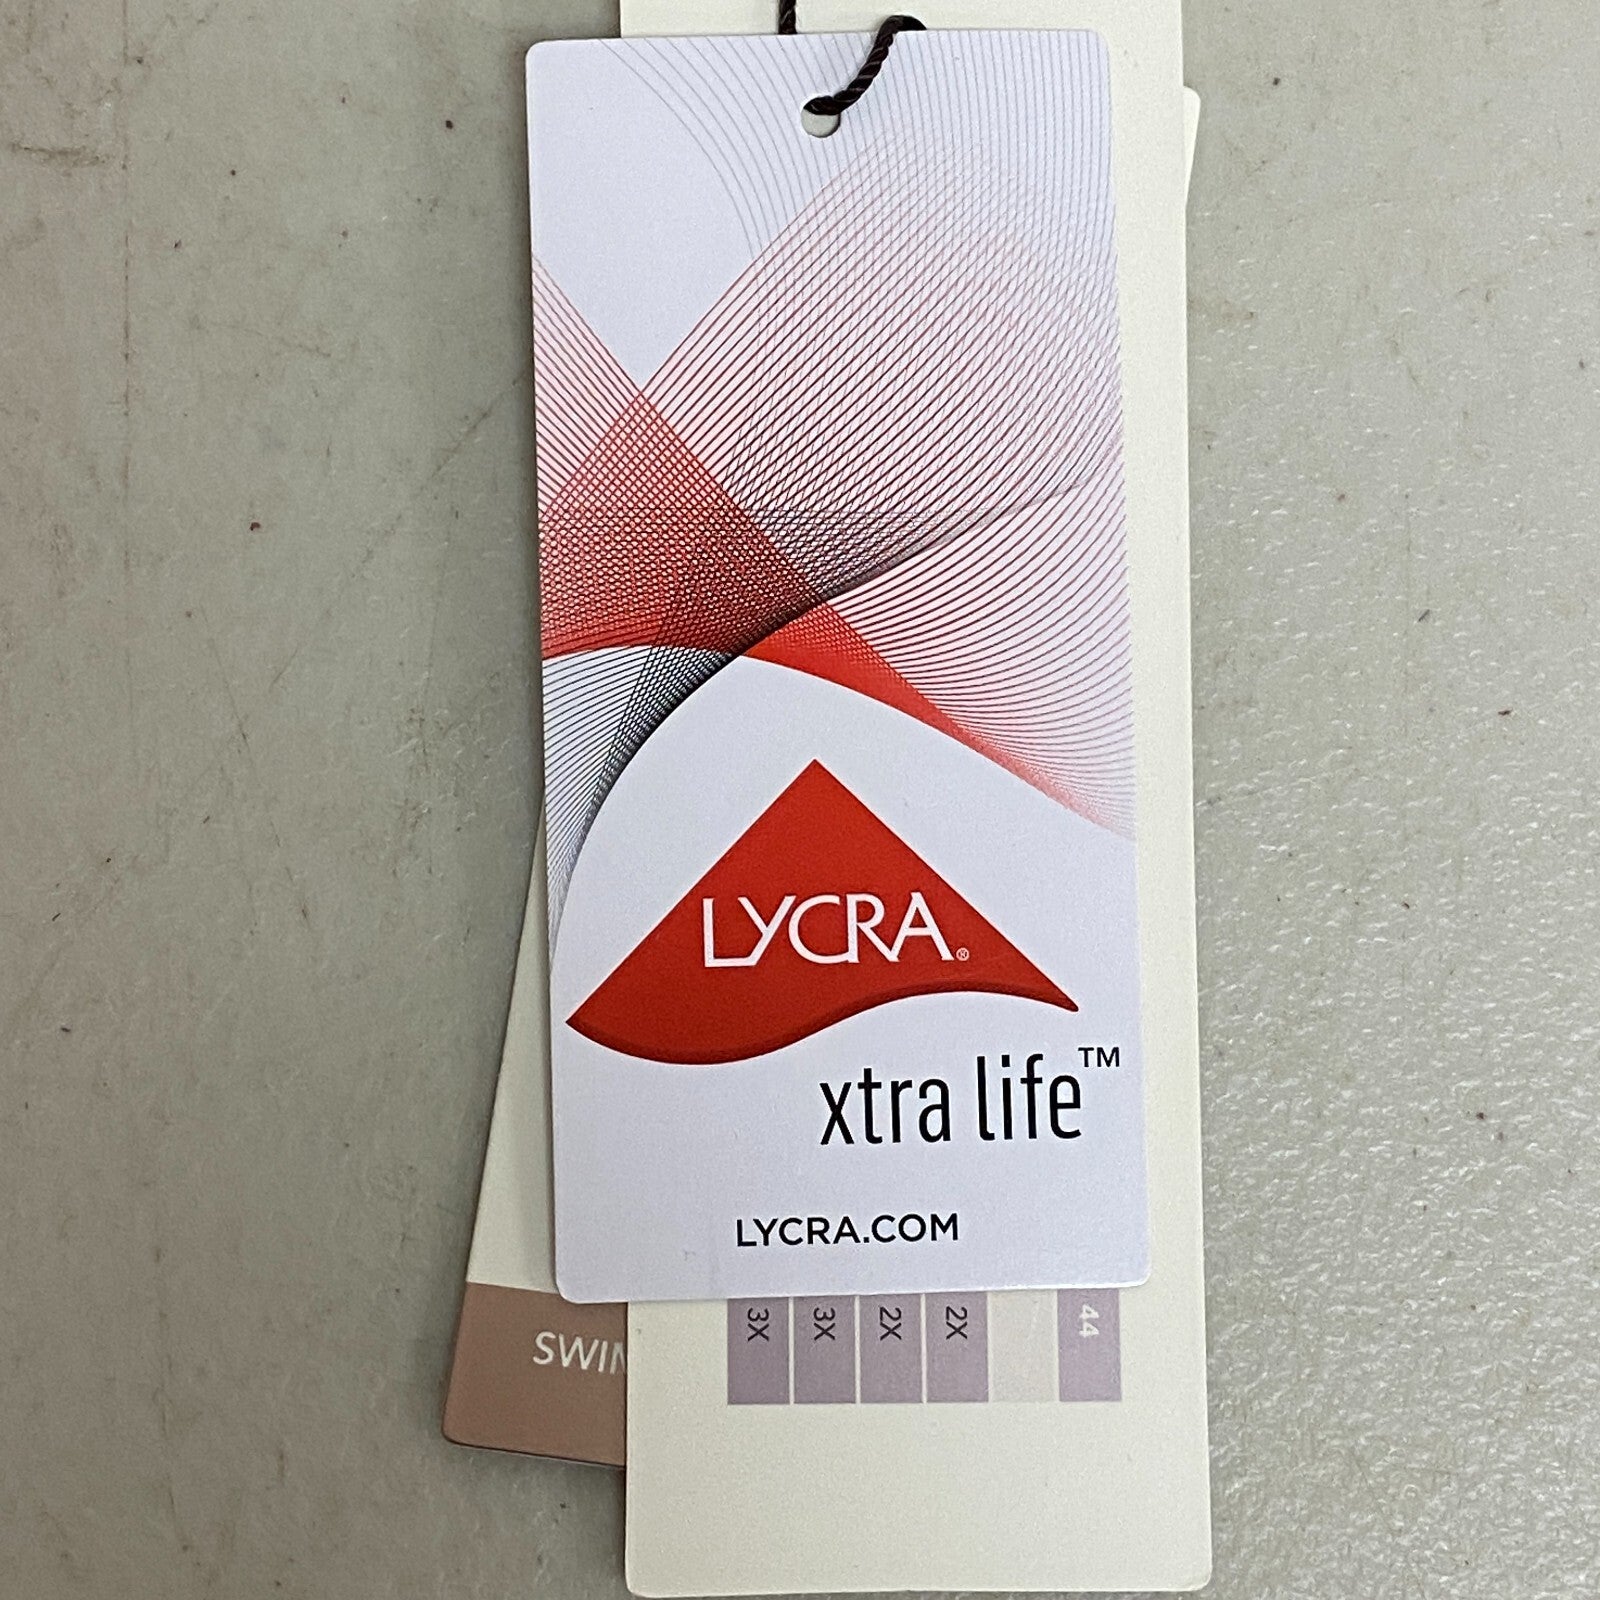 LYCRA®
xtra life™
LYCRA.COM
3X 3X 2X 2X 44
SWIM